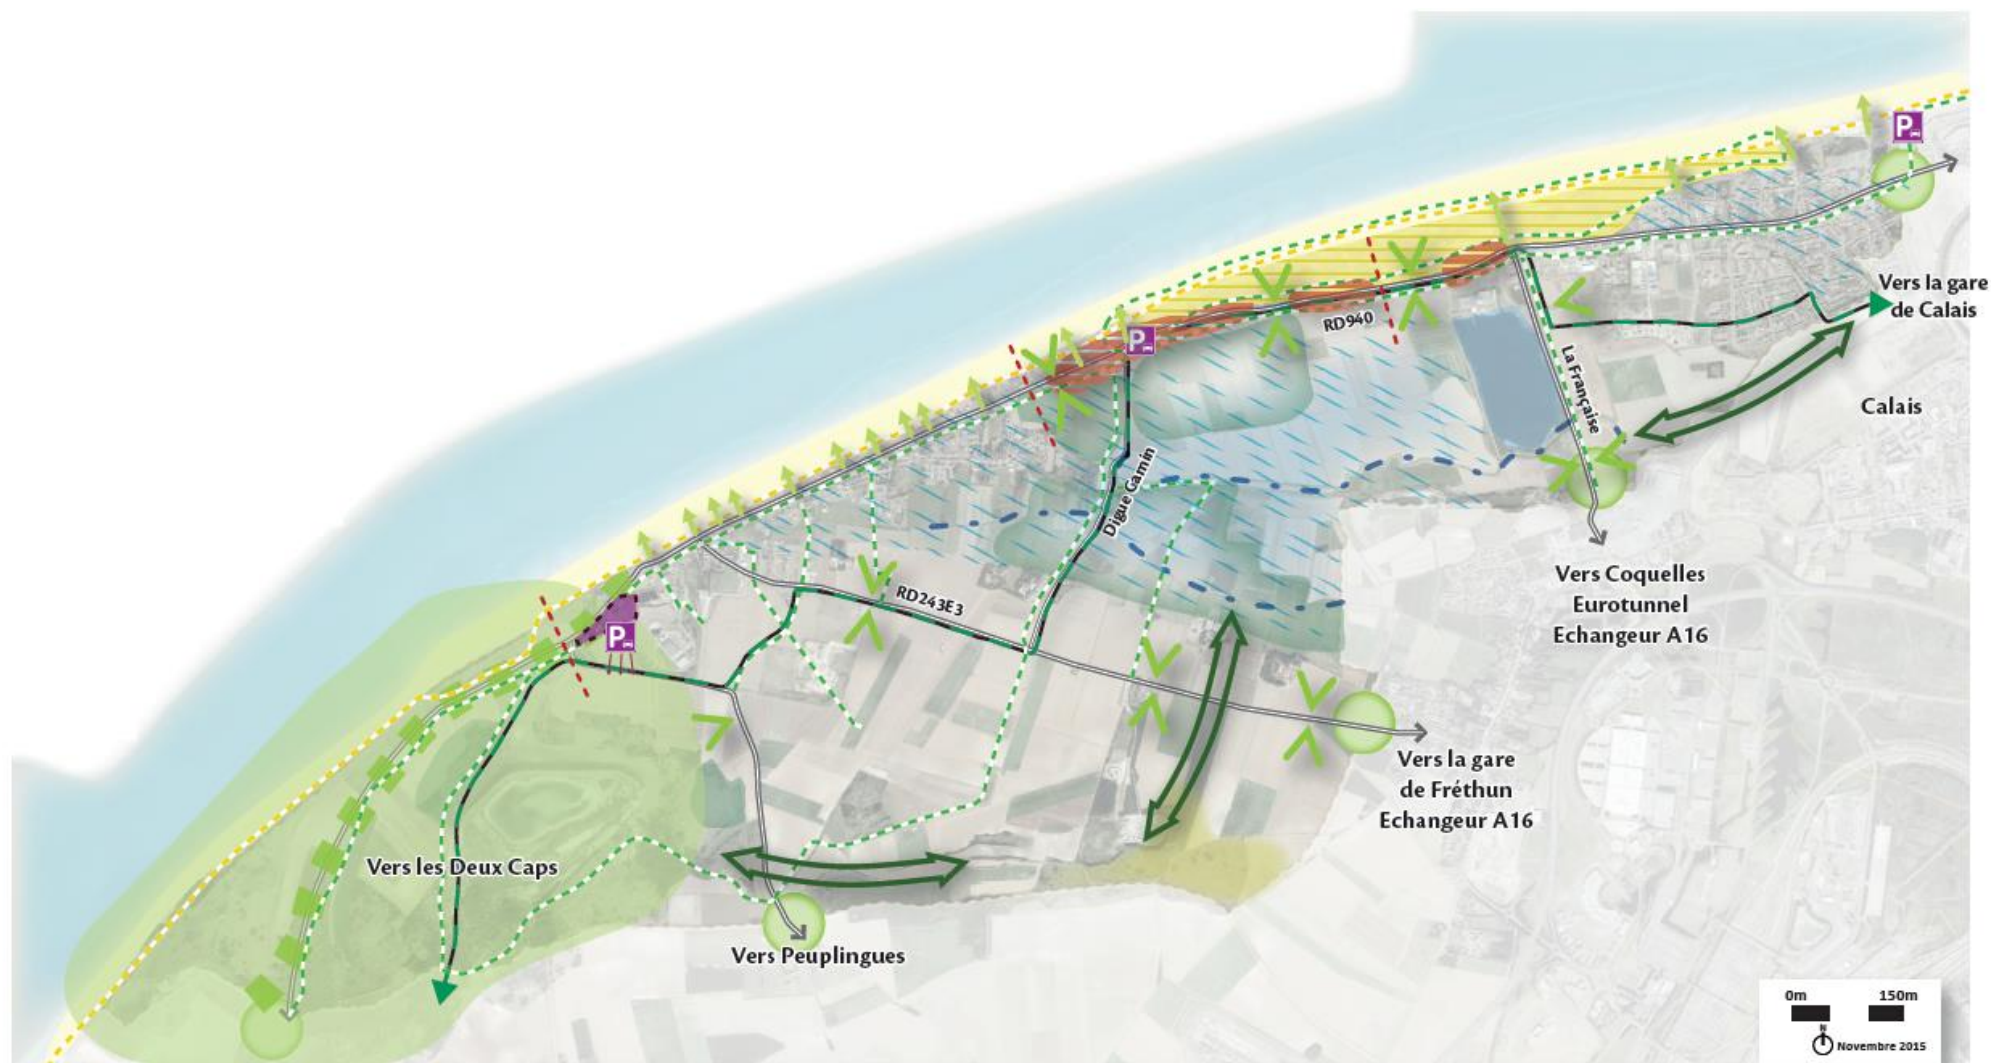 P
Vers la gare
de Calais
P
RD940
La Française
Calais
Digue Camin
Vers Coquelles
Eurotunnel
Echangeur A16
RD243E3
P
Vers la gare
de Fréthun
Echangeur A16
Vers les Deux Caps
Vers Peuplingues
0m 150m
N
Novembre 2015